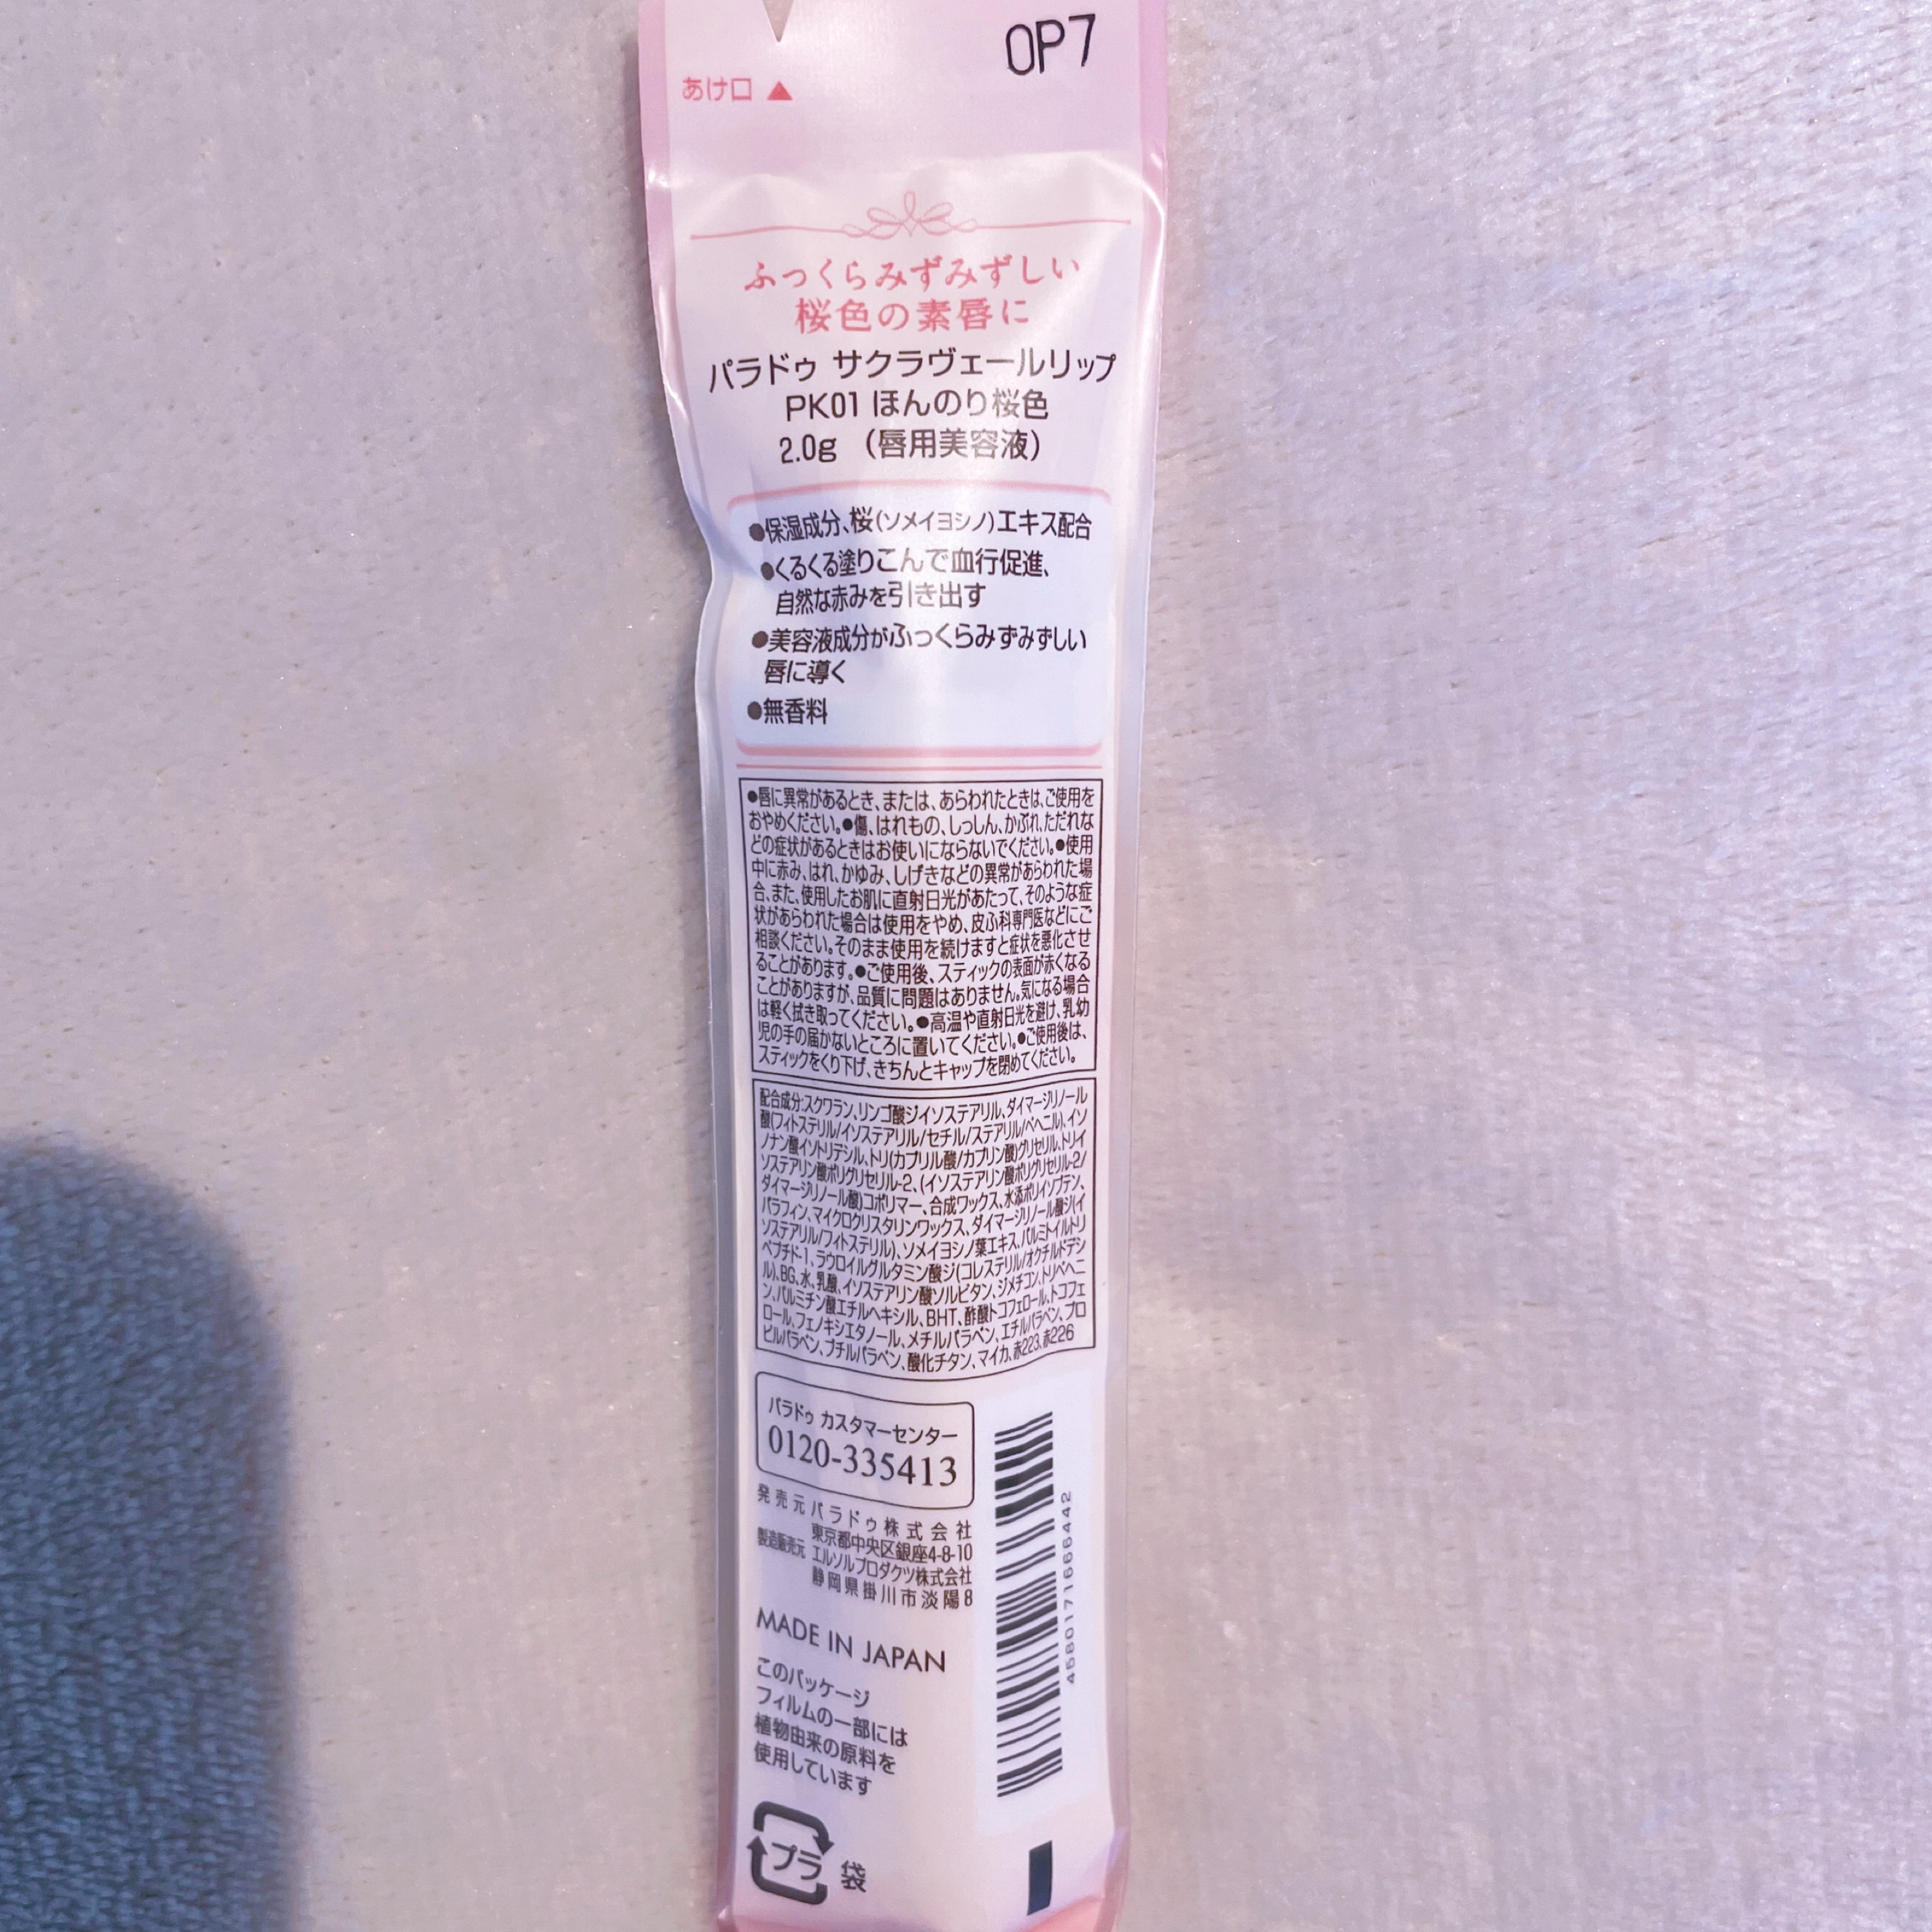 OP7
あけ口 ▲
ふっくらみずみずしい
桜色の素唇に
パラドゥ サクラヴェールリップ
PK01 ほんのり桜色
2.0g （唇用美容液）
●保湿成分、桜(ソメイヨシノ)エキス配合
●くるくる塗りこんで血行促進、
自然な赤みを引き出す
●美容液成分がふっくらみずみずしい
唇に導く
●無香料
●唇に異常があるとき、または、あらわれたときは、ご使用を
おやめください。●傷、はれもの、しっしん、かぶれ、ただれな
どの症状があるときはお使いにならないでください。●使用
中に赤み、はれ、かゆみ、しげきなどの異常があらわれた場
合、また、使用したお肌に直射日光があたって、そのような症
状があらわれた場合は使用をやめ、皮ふ科専門医などにご
相談ください。そのまま使用を続けますと症状を悪化させ
ることがあります。●ご使用後、スティックの表面が赤くなる
ことがありますが、品質に問題はありません。気になる場合
は軽く拭き取ってください。●高温や直射日光を避け、乳幼
児の手の届かないところに置いてください。●ご使用後は、
スティックをくり下げ、きちんとキャップを閉めてください。
配合成分:スクワラン、リンゴ酸ジイソステアリル、ダイマージリノール
酸(フィトステリル/イソステアリル/セチル/ステアリル/ベヘニル)、イソ
ノナン酸イソトリデシル、トリ(カプリル酸/カプリン酸)グリセリル、トリイ
ソステアリン酸ポリグリセリル-2、(イソステアリン酸ポリグリセリル-2/
ダイマージリノール酸)コポリマー、合成ワックス、水添ポリイソブテン、
パラフィン、マイクロクリスタリンワックス、ダイマージリノール酸ジ(イ
ソステアリル/フィトステリル)、ソメイヨシノ葉エキス、パルミトイルトリ
ペプチド-1、ラウロイルグルタミン酸ジ(コレステリル/オクチルドデシ
ル)、BG、水、乳酸、イソステアリン酸ソルビタン、ジメチコン、トリベヘニ
ン、パルミチン酸エチルヘキシル、BHT、酢酸トコフェロール、トコフェ
ロール、フェノキシエタノール、メチルパラベン、エチルパラベン、プロ
ピルパラベン、ブチルパラベン、酸化チタン、マイカ、赤223、赤226
パラドゥ カスタマーセンター
0120-335413
発売元 パラドゥ株式会社
東京都中央区銀座4-8-10
製造販売元 エルソルプロダクツ株式会社
静岡県掛川市淡陽8
4580171666442
MADE IN JAPAN
このパッケージ
フィルムの一部には
植物由来の原料を
使用しています
プラ 袋